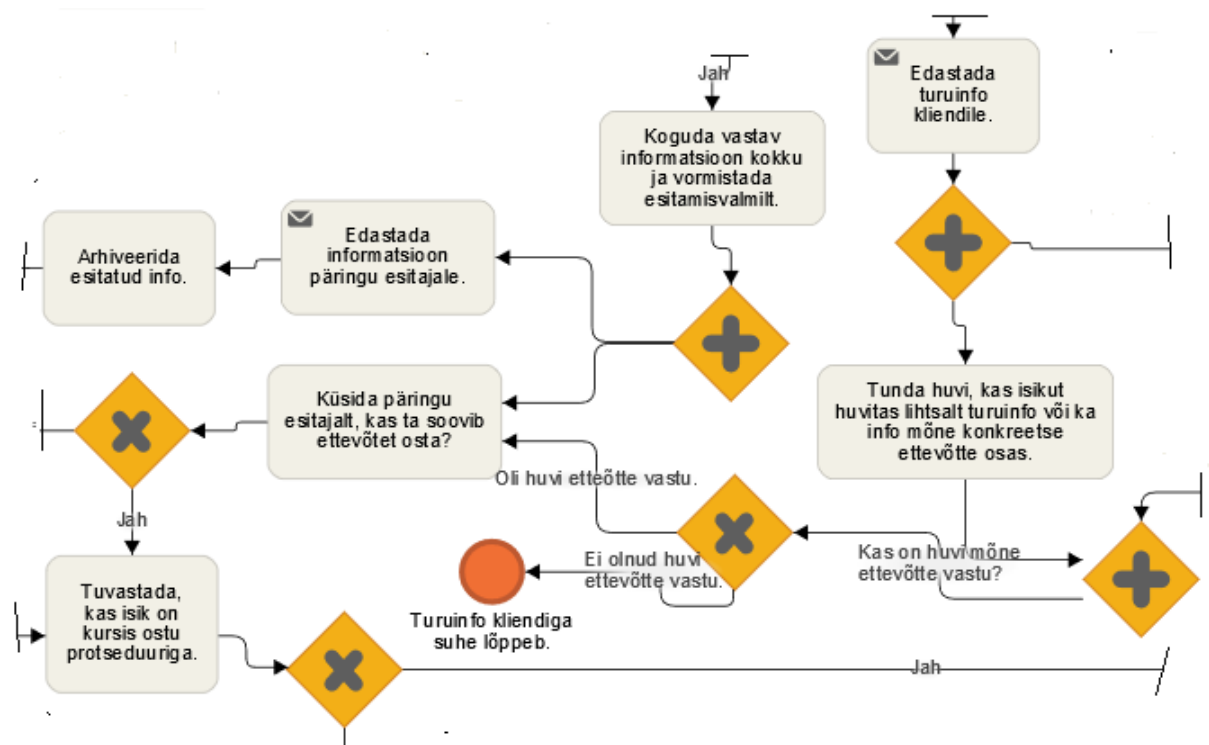 Edastada
turuinfo
kliendile.
Jah
Koguda vastav
informatsioon kokku
ja vormistada
esitamisvalmilt.
Edastada
informatsioon
päringu esitajale.
Arhiveerida
esitatud info.
Küsida päringu
esitajalt, kas ta soovib
ettevõtet osta?
Tunda huvi, kas isikut
huvitas lihtsalt turuinfo või ka
info mõne konkreetse
ettevõtte osas.
Oli huvi etteõtte vastu.
Jah
Ei olnud huvi
ettevõtte vastu.
Kas on huvi mõne
ettevõtte vastu?
Tuvastada,
kas isik on
kursis ostu
protseduuriga.
Turuinfo kliendiga
suhe lõppeb.
Jah